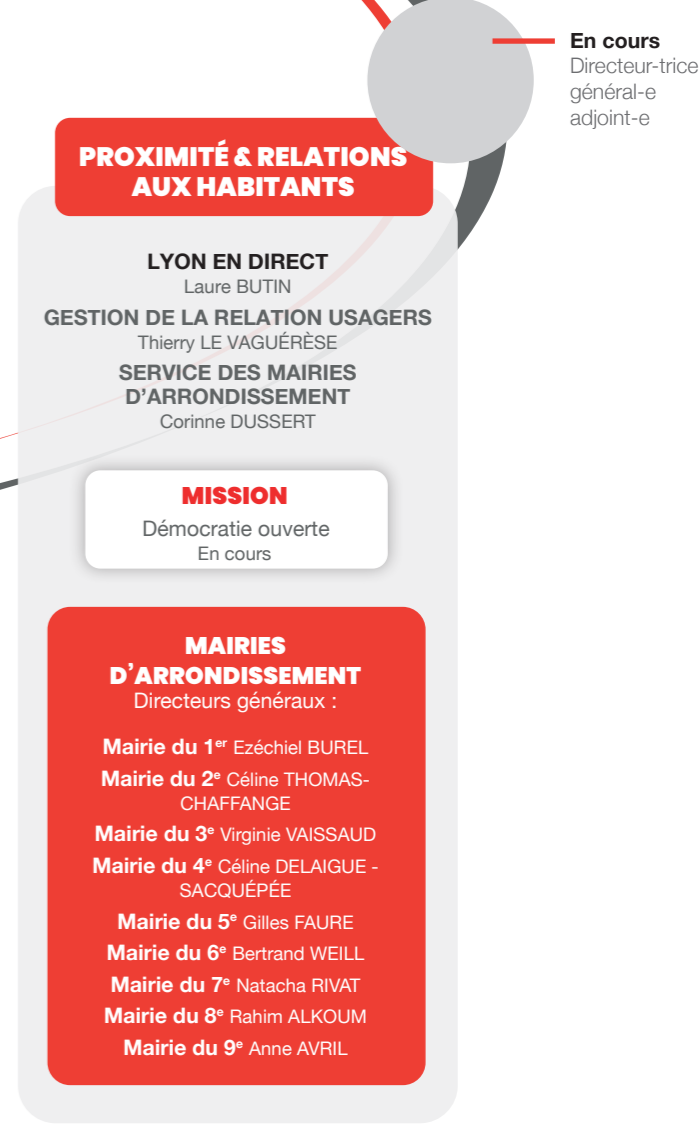 En cours
Directeur-trice
général-e
adjoint-e
PROXIMITÉ & RELATIONS
AUX HABITANTS
LYON EN DIRECT
Laure BUTIN
GESTION DE LA RELATION USAGERS
Thierry LE VAGUÉRÈSE
SERVICE DES MAIRIES
D'ARRONDISSEMENT
Corinne DUSSERT
MISSION
Démocratie ouverte
En cours
MAIRIES
D'ARRONDISSEMENT
Directeurs généraux :
Mairie du 1er Ezéchiel BUREL
Mairie du 2e Céline THOMAS-
CHAFFANGE
Mairie du 3e Virginie VAISSAUD
Mairie du 4e Céline DELAIGUE -
SACQUÉPÉE
Mairie du 5e Gilles FAURE
Mairie du 6e Bertrand WEILL
Mairie du 7e Natacha RIVAT
Mairie du 8e Rahim ALKOUM
Mairie du 9e Anne AVRIL